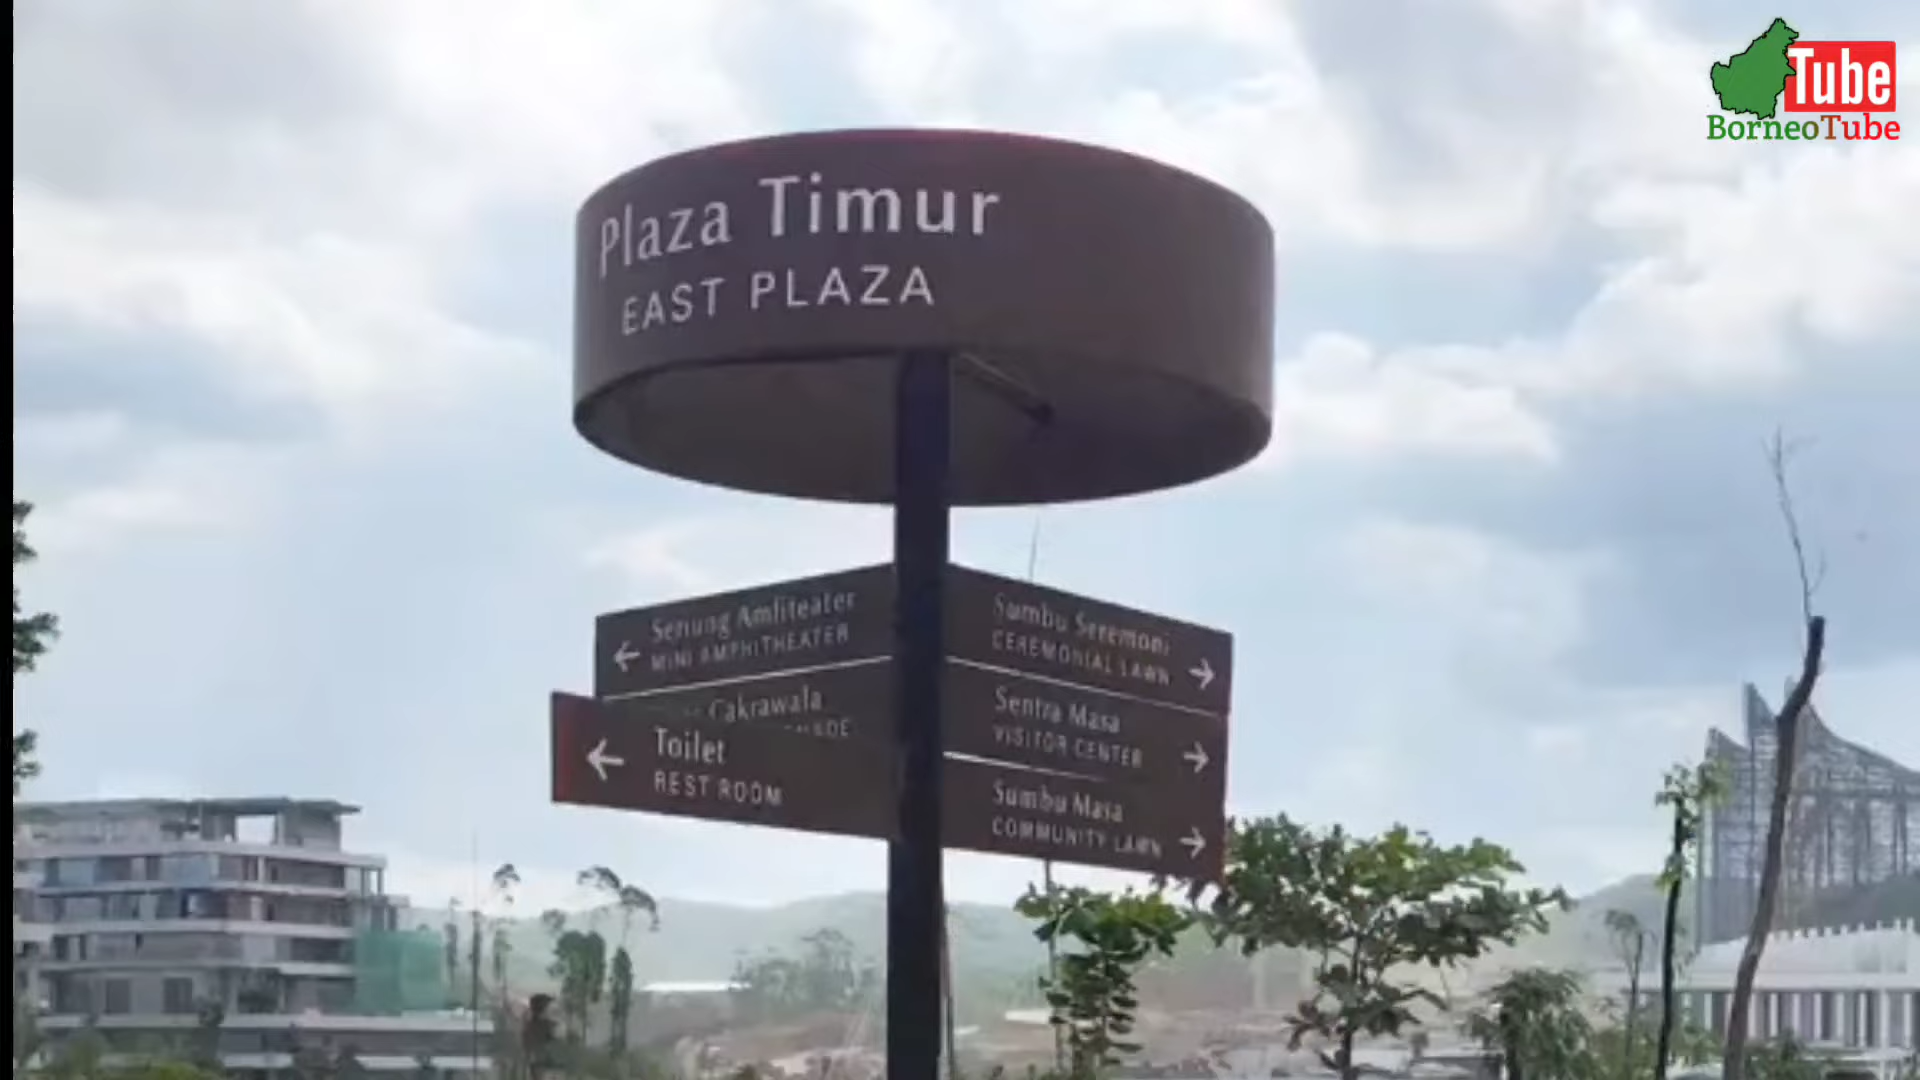 Tube
BorneoTube
Plaza Timur
EAST PLAZA
Serung Amfiteater
MINI AMPHITHEATER
Cakrawala
Toilet
REST ROOM
Sumbu Seremoni
CEREMONIAL LAWN
Sentra Masa
VISITOR CENTER
Sumbu Masa
COMMUNITY LAWN